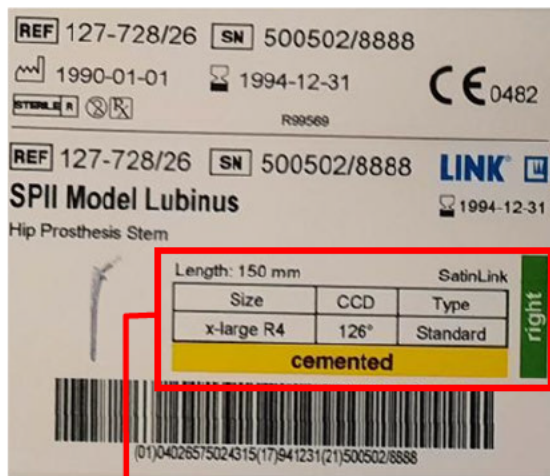 REF 127-728/26 SN 500502/8888
1990-01-01 1994-12-31 CE 0482
STERILE R Rx
R99569
REF 127-728/26 SN 500502/8888 LINK
SPII Model Lubinus 1994-12-31
Hip Prosthesis Stem
Length: 150 mm SatinLink
Size CCD Type
x-large R4 126° Standard
right
cemented
(01)04026575024315(17)941231(21)500502/8888